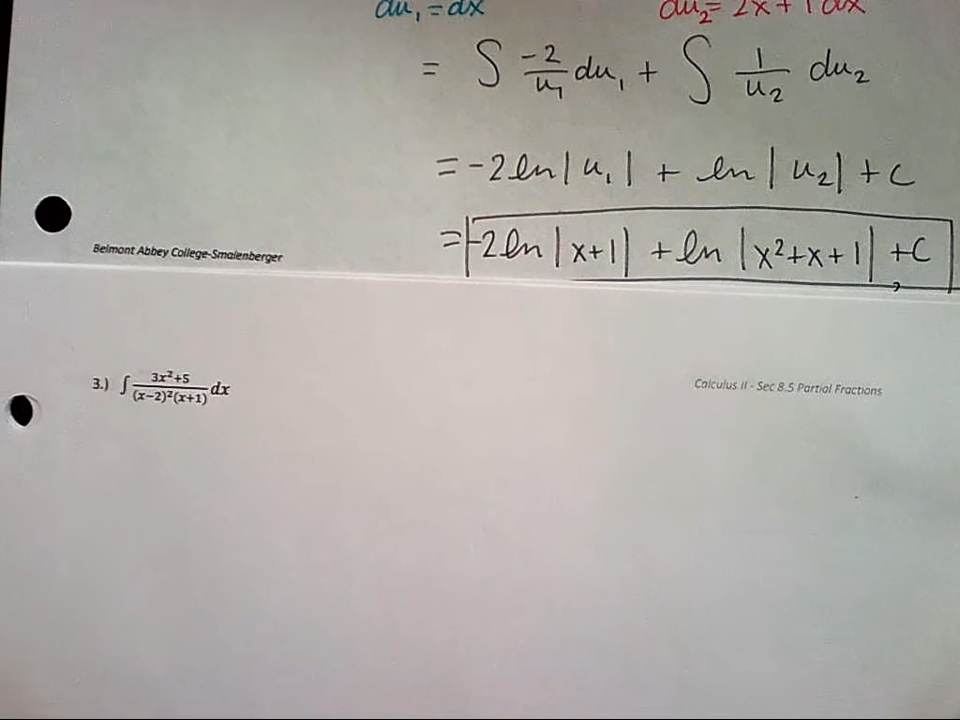 du₁ = dx du₂ = 2x + 1 dx
= ∫ -2/u₁ du₁ + ∫ 1/u₂ du₂
= -2 ln|u₁| + ln|u₂| + C
= -2 ln|x+1| + ln|x²+x+1| + C
Belmont Abbey College-Smalenberger
Calculus II - Sec 8.5 Partial Fractions
3.) ∫ (3x²+5)/((x−2)²(x+1)) dx